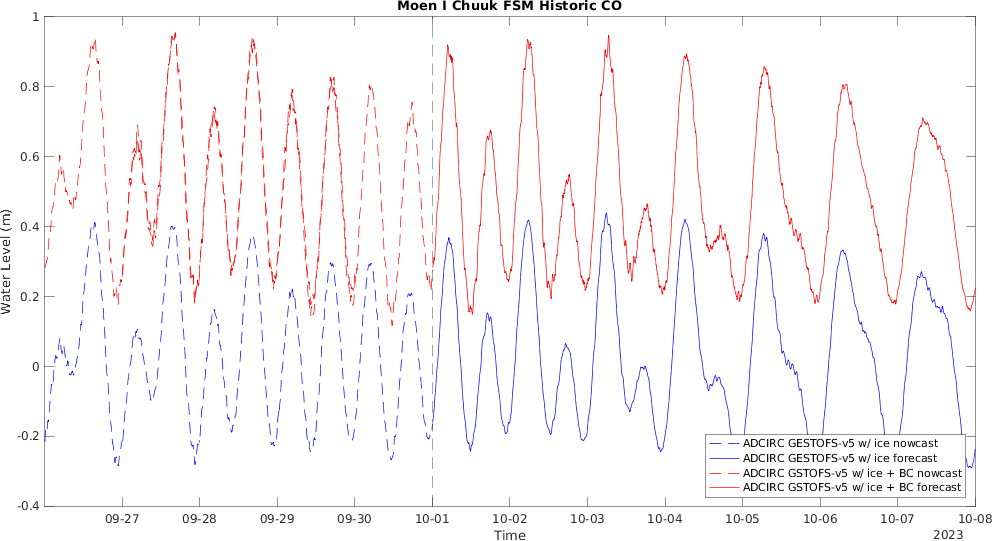 Moen I Chuuk FSM Historic CO
Water Level (m)
1
0.8
0.6
0.4
0.2
0
-0.2
-0.4
ADCIRC GESTOFS-v5 w/ ice nowcast
ADCIRC GESTOFS-v5 w/ ice forecast
ADCIRC GSTOFS-v5 w/ ice + BC nowcast
ADCIRC GSTOFS-v5 w/ ice + BC forecast
09-27 09-28 09-29 09-30 10-01 10-02 10-03 10-04 10-05 10-06 10-07 10-08
Time
2023